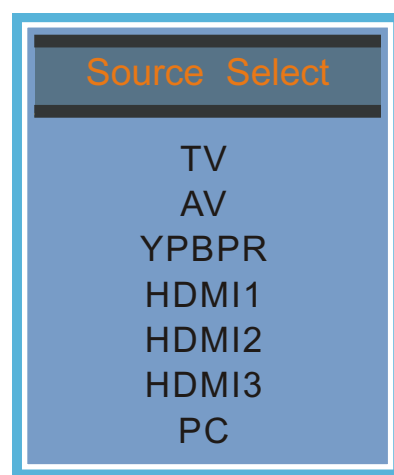 Source Select
TV
AV
YPBPR
HDMI1
HDMI2
HDMI3
PC